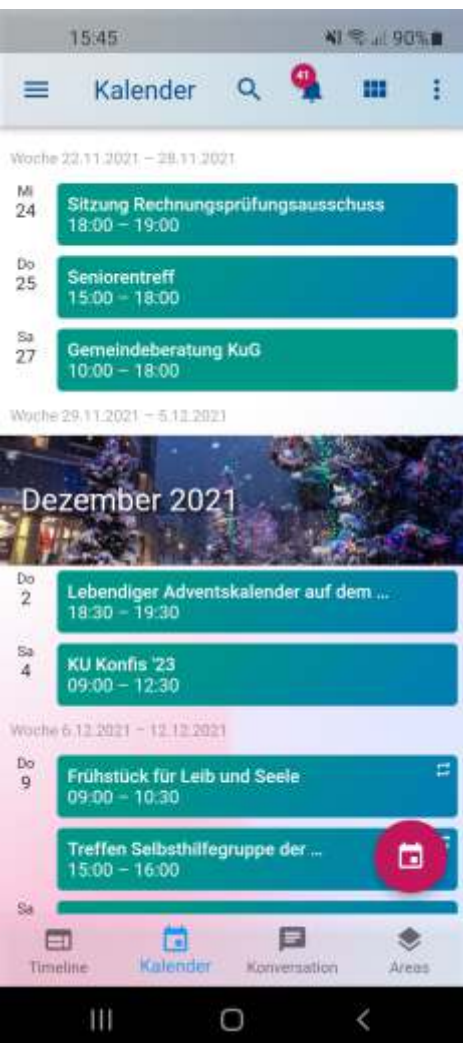 15:45
90%
Kalender
41
Woche 22.11.2021 – 28.11.2021
Mi
24
Sitzung Rechnungsprüfungsausschuss
18:00 – 19:00
Do
25
Seniorentreff
15:00 – 18:00
Sa
27
Gemeindeberatung KuG
10:00 – 18:00
Woche 29.11.2021 – 5.12.2021
Dezember 2021
Do
2
Lebendiger Adventskalender auf dem ...
18:30 – 19:30
Sa
4
KU Konfis '23
09:00 – 12:30
Woche 6.12.2021 – 12.12.2021
Do
9
Frühstück für Leib und Seele
09:00 – 10:30
Treffen Selbsthilfegruppe der ...
15:00 – 16:00
Sa
Timeline
Kalender
Konversation
Areas